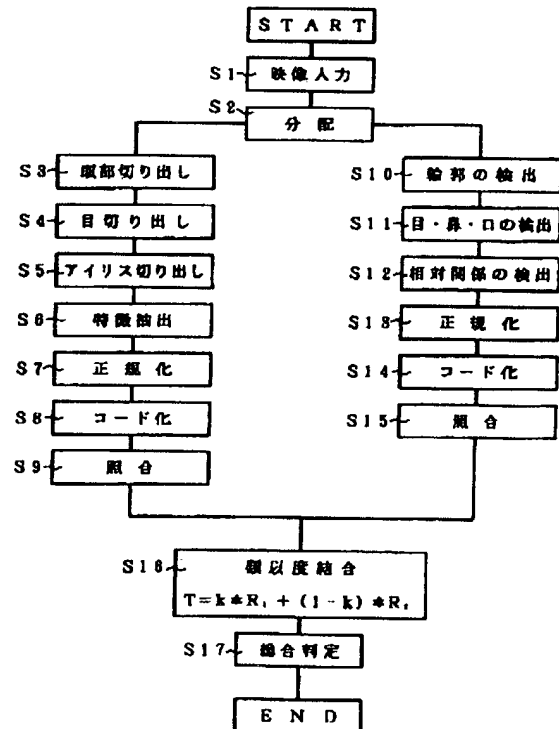 START
S1 映像入力
S2 分配
S3 頭部切り出し
S4 目切り出し
S5 アイリス切り出し
S6 特徴抽出
S7 正規化
S8 コード化
S9 照合
S10 輪郭の検出
S11 目・鼻・口の検出
S12 相対関係の検出
S13 正規化
S14 コード化
S15 照合
S16 類似度結合
T=k*R₁+(1-k)*R₂
S17 総合判定
END